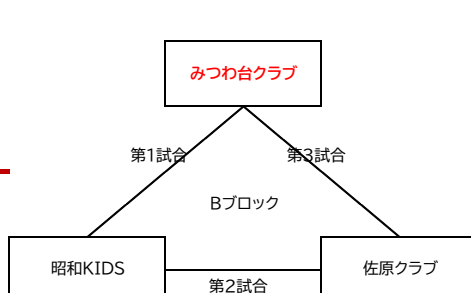 みつわ台クラブ
第1試合
第3試合
Bブロック
昭和KIDS
佐原クラブ
第2試合